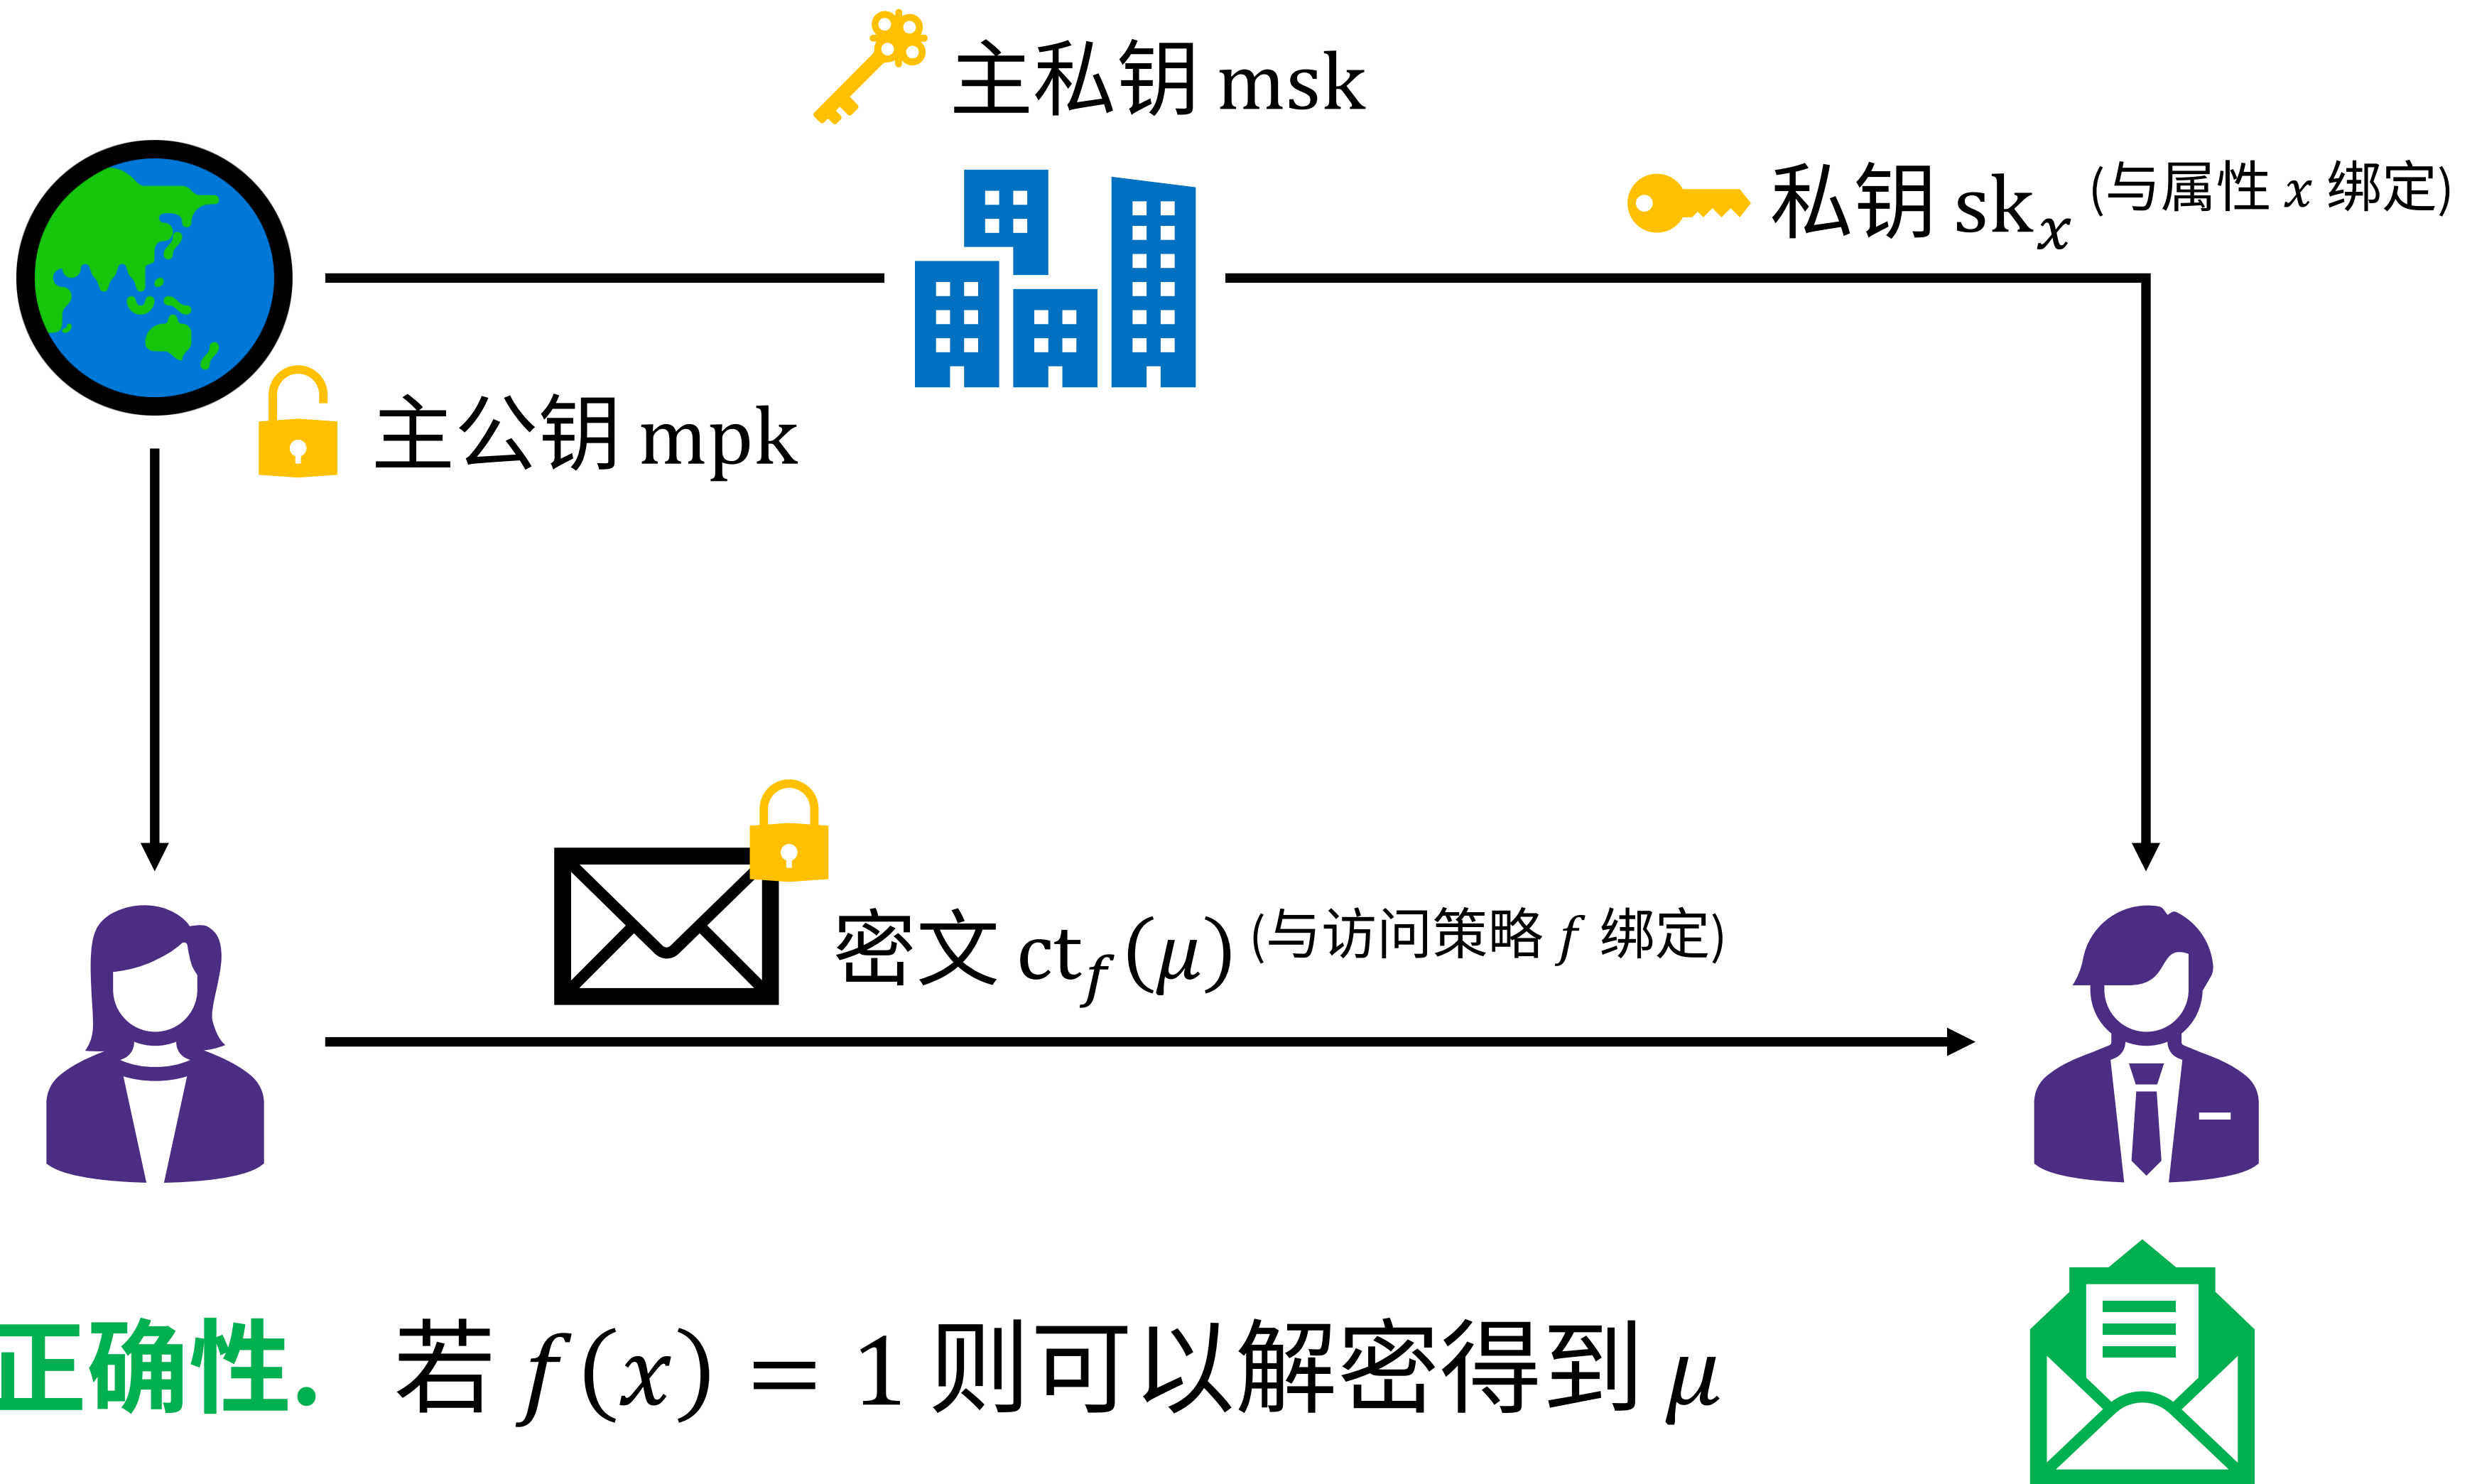 主私钥 msk
私钥 skₓ (与属性 x 绑定)
主公钥 mpk
密文 ct_f(μ) (与访问策略 f 绑定)
正确性. 若 f(x) = 1 则可以解密得到 μ